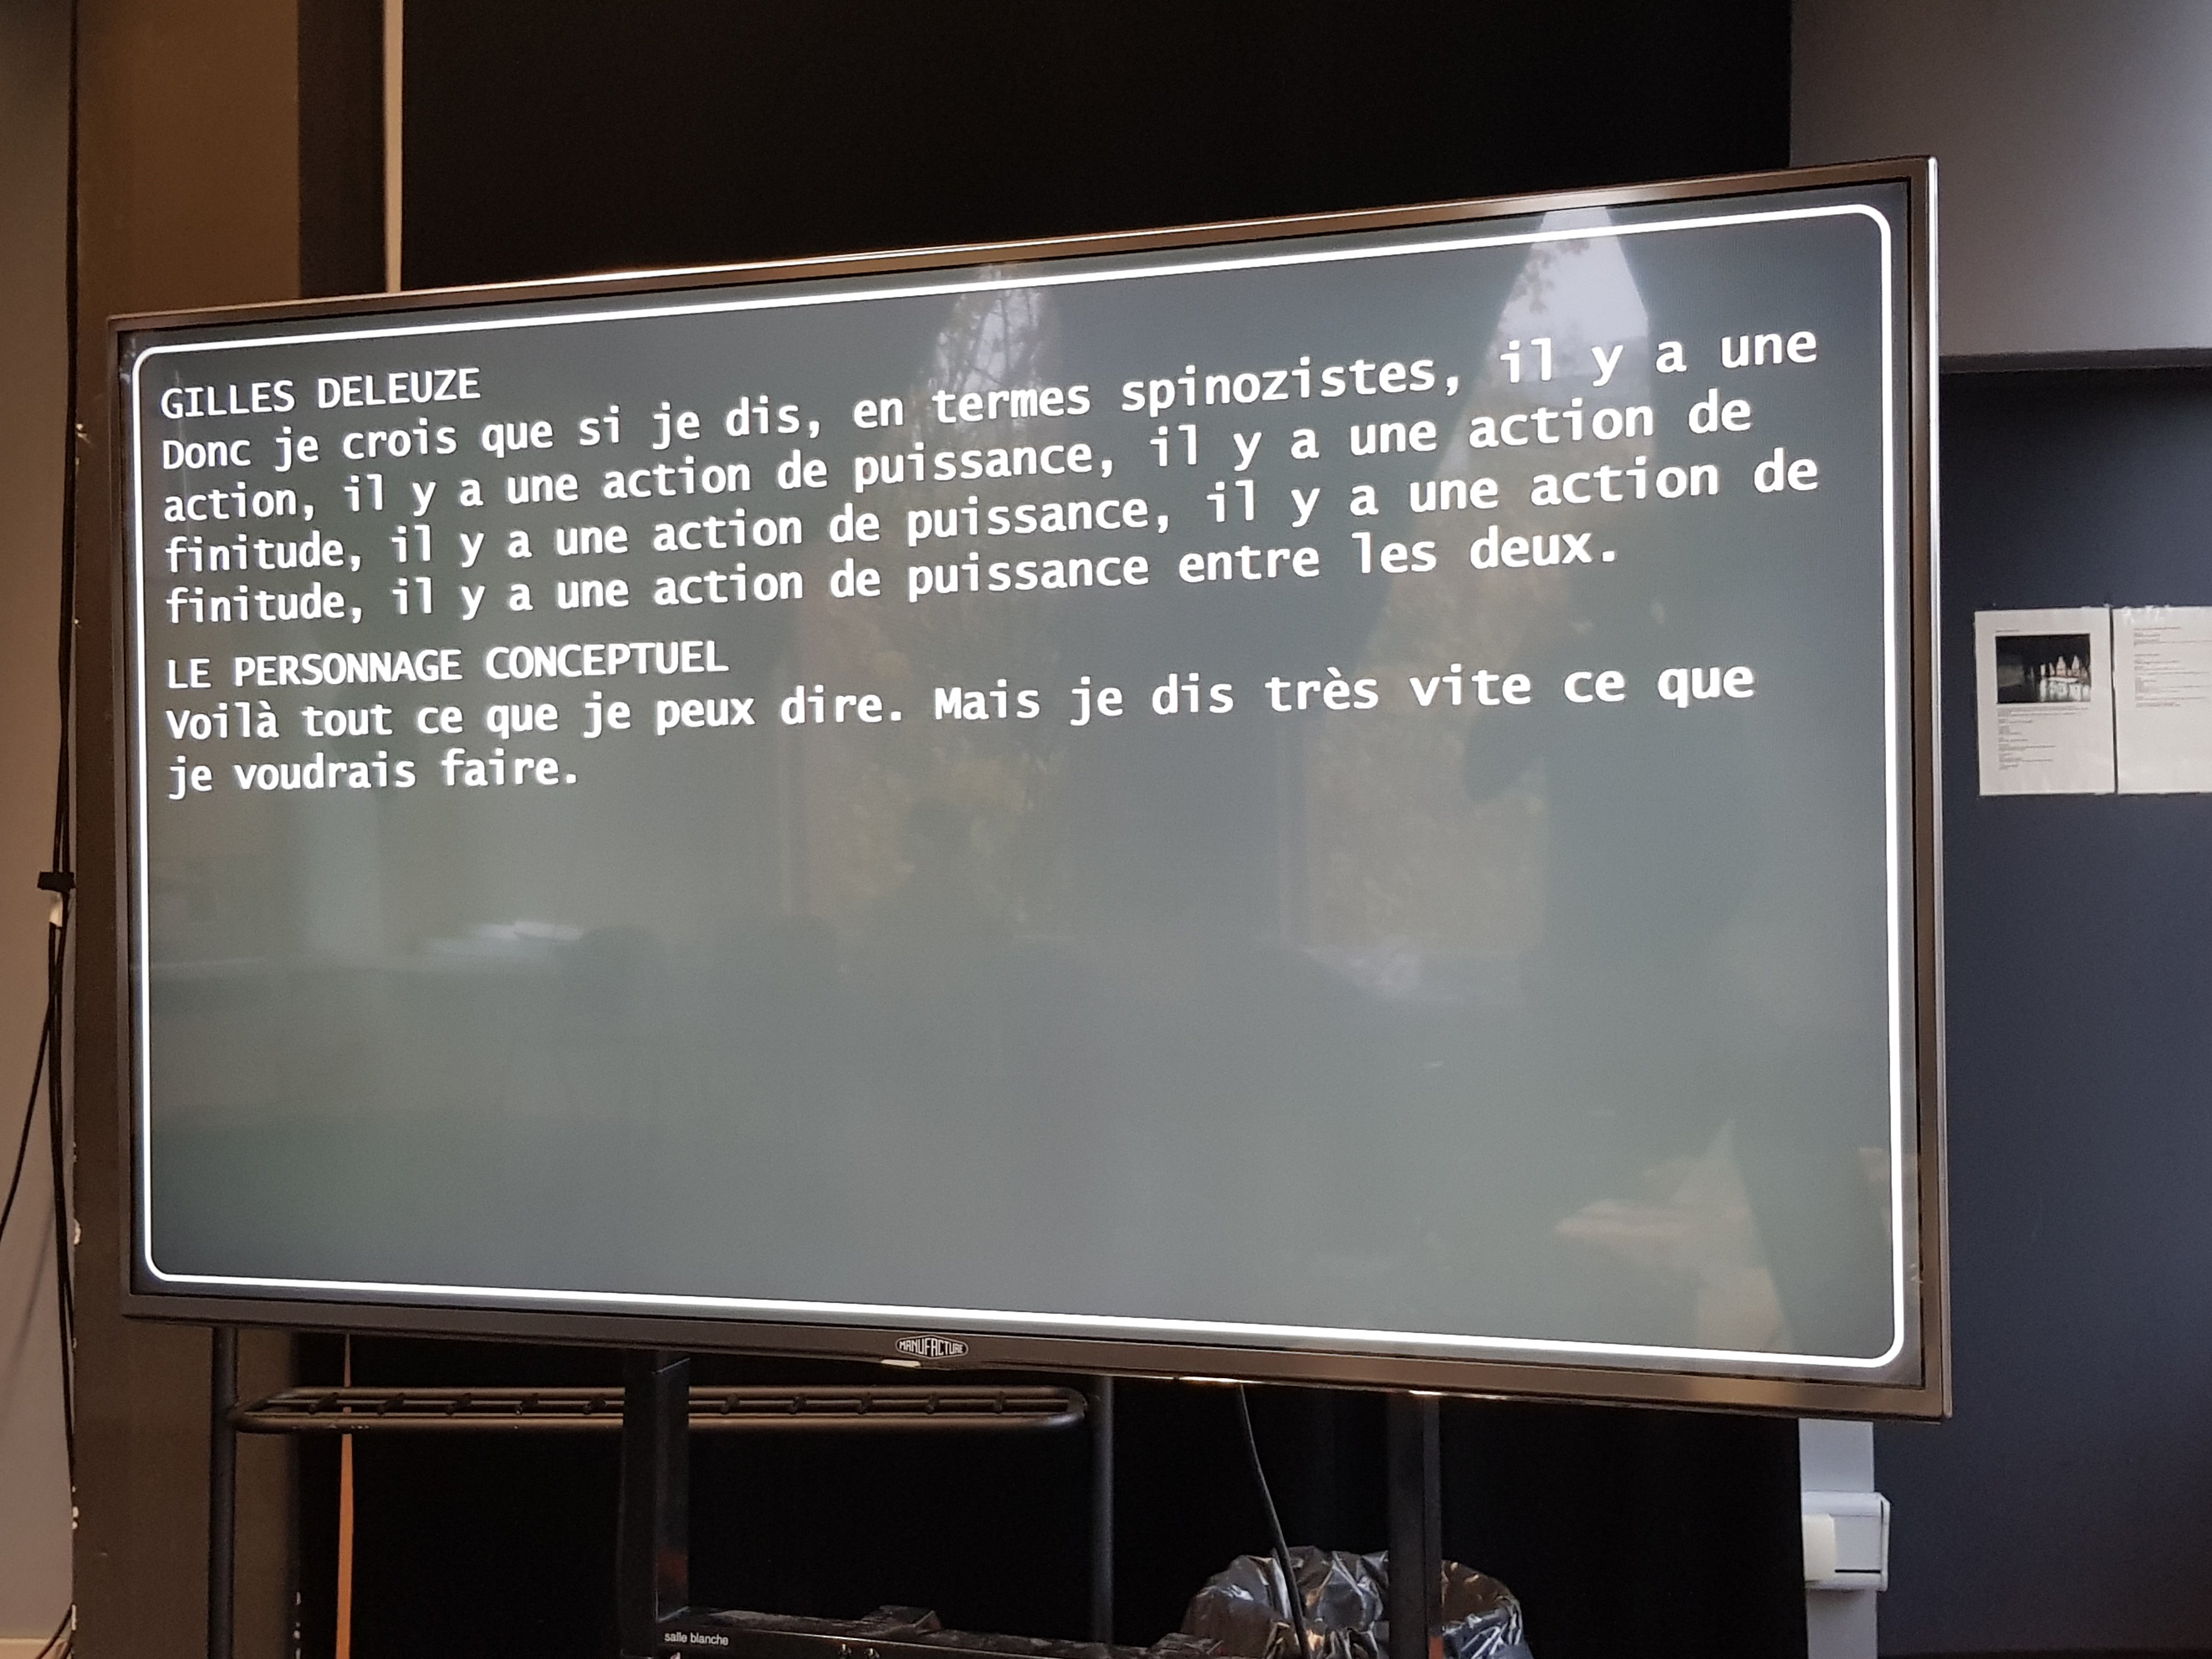 GILLES DELEUZE
Donc je crois que si je dis, en termes spinozistes, il y a une
action, il y a une action de puissance, il y a une action de
finitude, il y a une action de puissance, il y a une action de
finitude, il y a une action de puissance entre les deux.
LE PERSONNAGE CONCEPTUEL
Voilà tout ce que je peux dire. Mais je dis très vite ce que
je voudrais faire.
MANUFACTURE
salle blanche